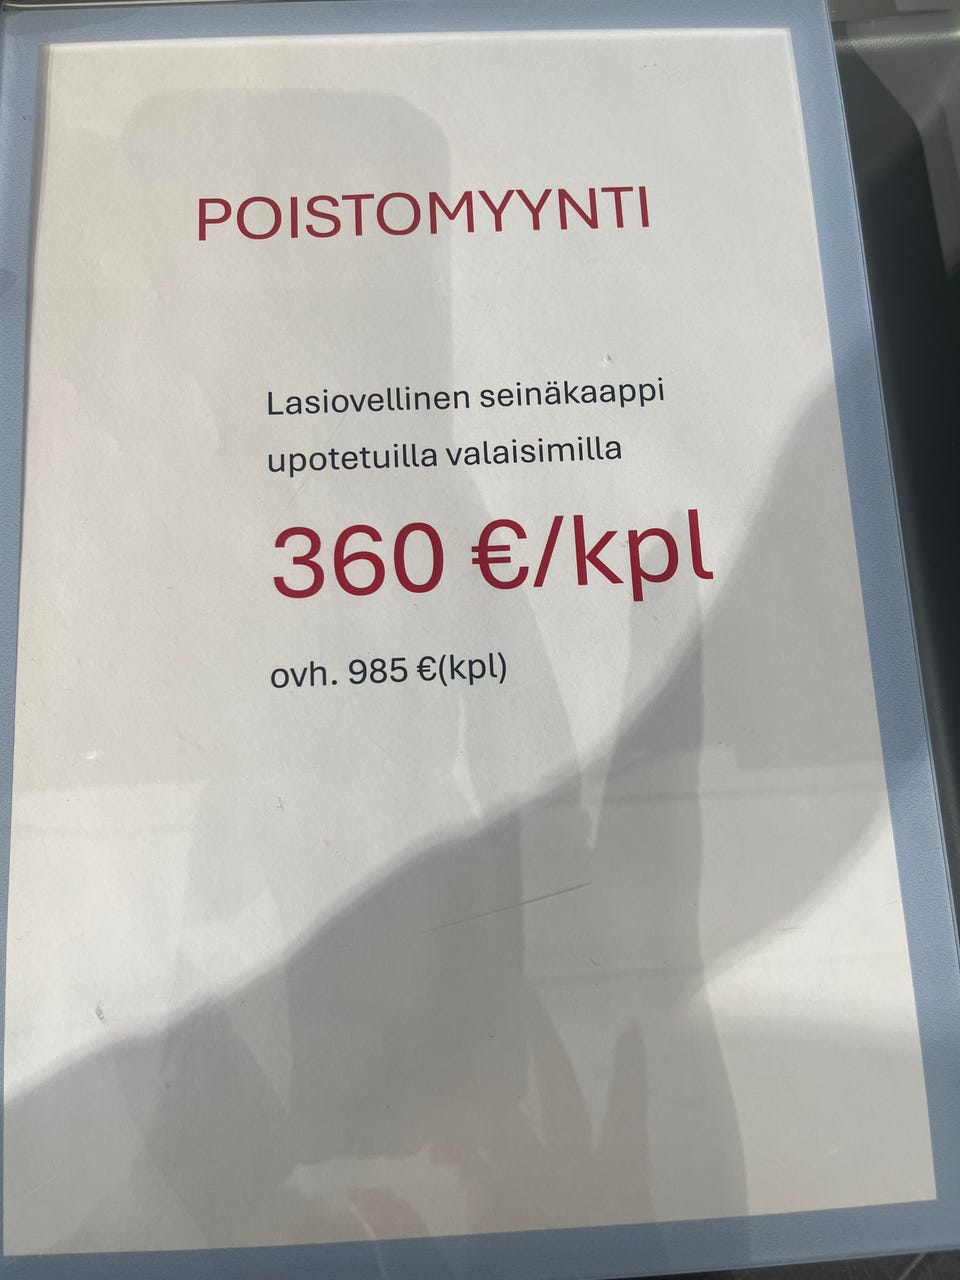 POISTOMYYNTI
Lasiovellinen seinäkaappi
upotetuilla valaisimilla
360 €/kpl
ovh. 985 €(kpl)